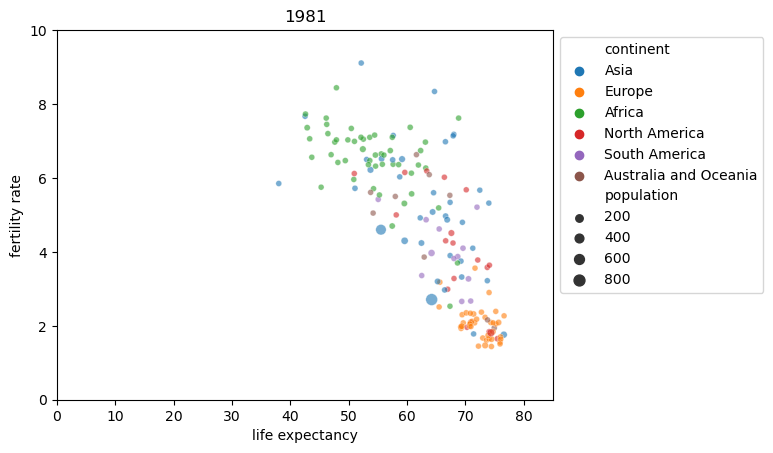 1981
10
8
6
4
2
0
fertility rate
0 10 20 30 40 50 60 70 80
life expectancy
continent
Asia
Europe
Africa
North America
South America
Australia and Oceania
population
200
400
600
800